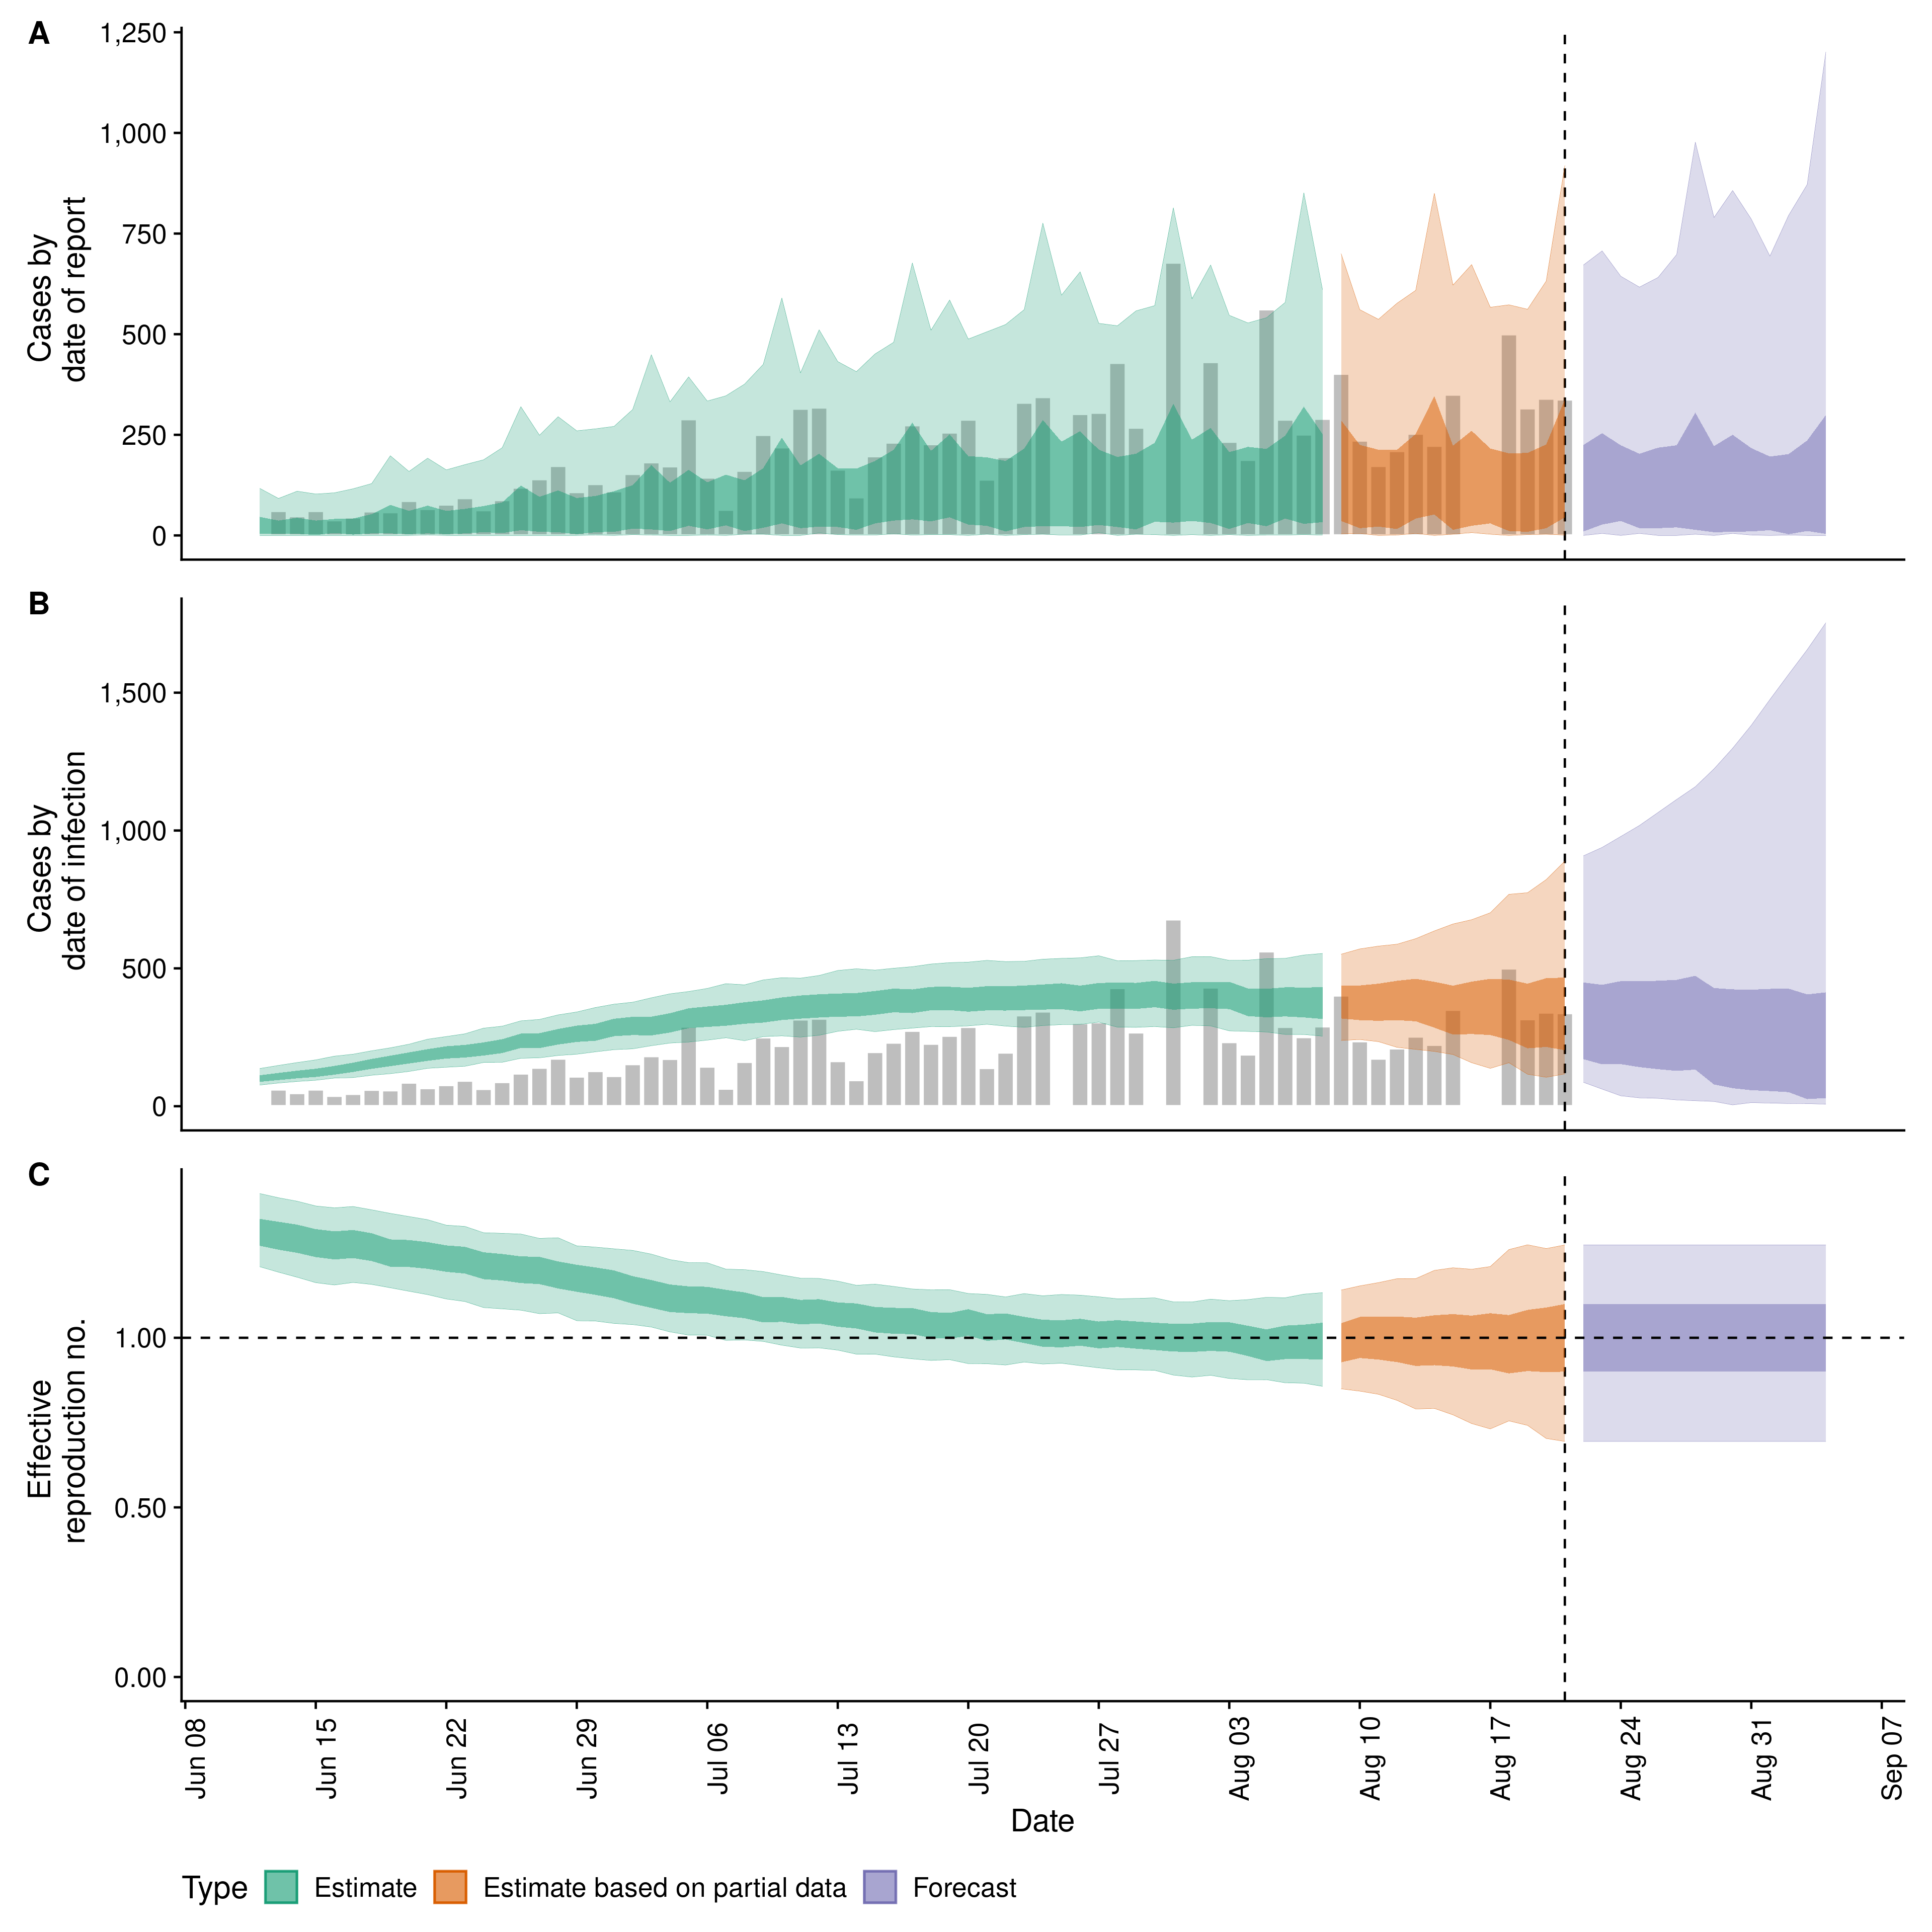 A
1,250
1,000
750
500
250
0
Cases by
date of report
B
1,500
1,000
500
0
Cases by
date of infection
C
1.00
0.50
0.00
Effective
reproduction no.
Jun 08
Jun 15
Jun 22
Jun 29
Jul 06
Jul 13
Jul 20
Jul 27
Aug 03
Aug 10
Aug 17
Aug 24
Aug 31
Sep 07
Date
Type Estimate Estimate based on partial data Forecast